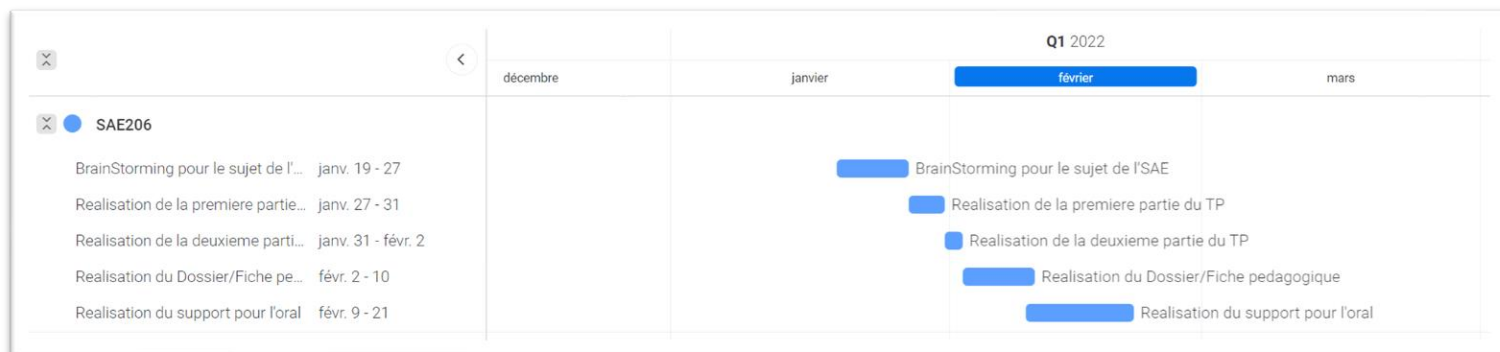 Q1 2022
décembre janvier février mars
SAE206
BrainStorming pour le sujet de l'... janv. 19 - 27 BrainStorming pour le sujet de l'SAE
Realisation de la premiere partie... janv. 27 - 31 Realisation de la premiere partie du TP
Realisation de la deuxieme parti... janv. 31 - févr. 2 Realisation de la deuxieme partie du TP
Realisation du Dossier/Fiche pe... févr. 2 - 10 Realisation du Dossier/Fiche pedagogique
Realisation du support pour l'oral févr. 9 - 21 Realisation du support pour l'oral